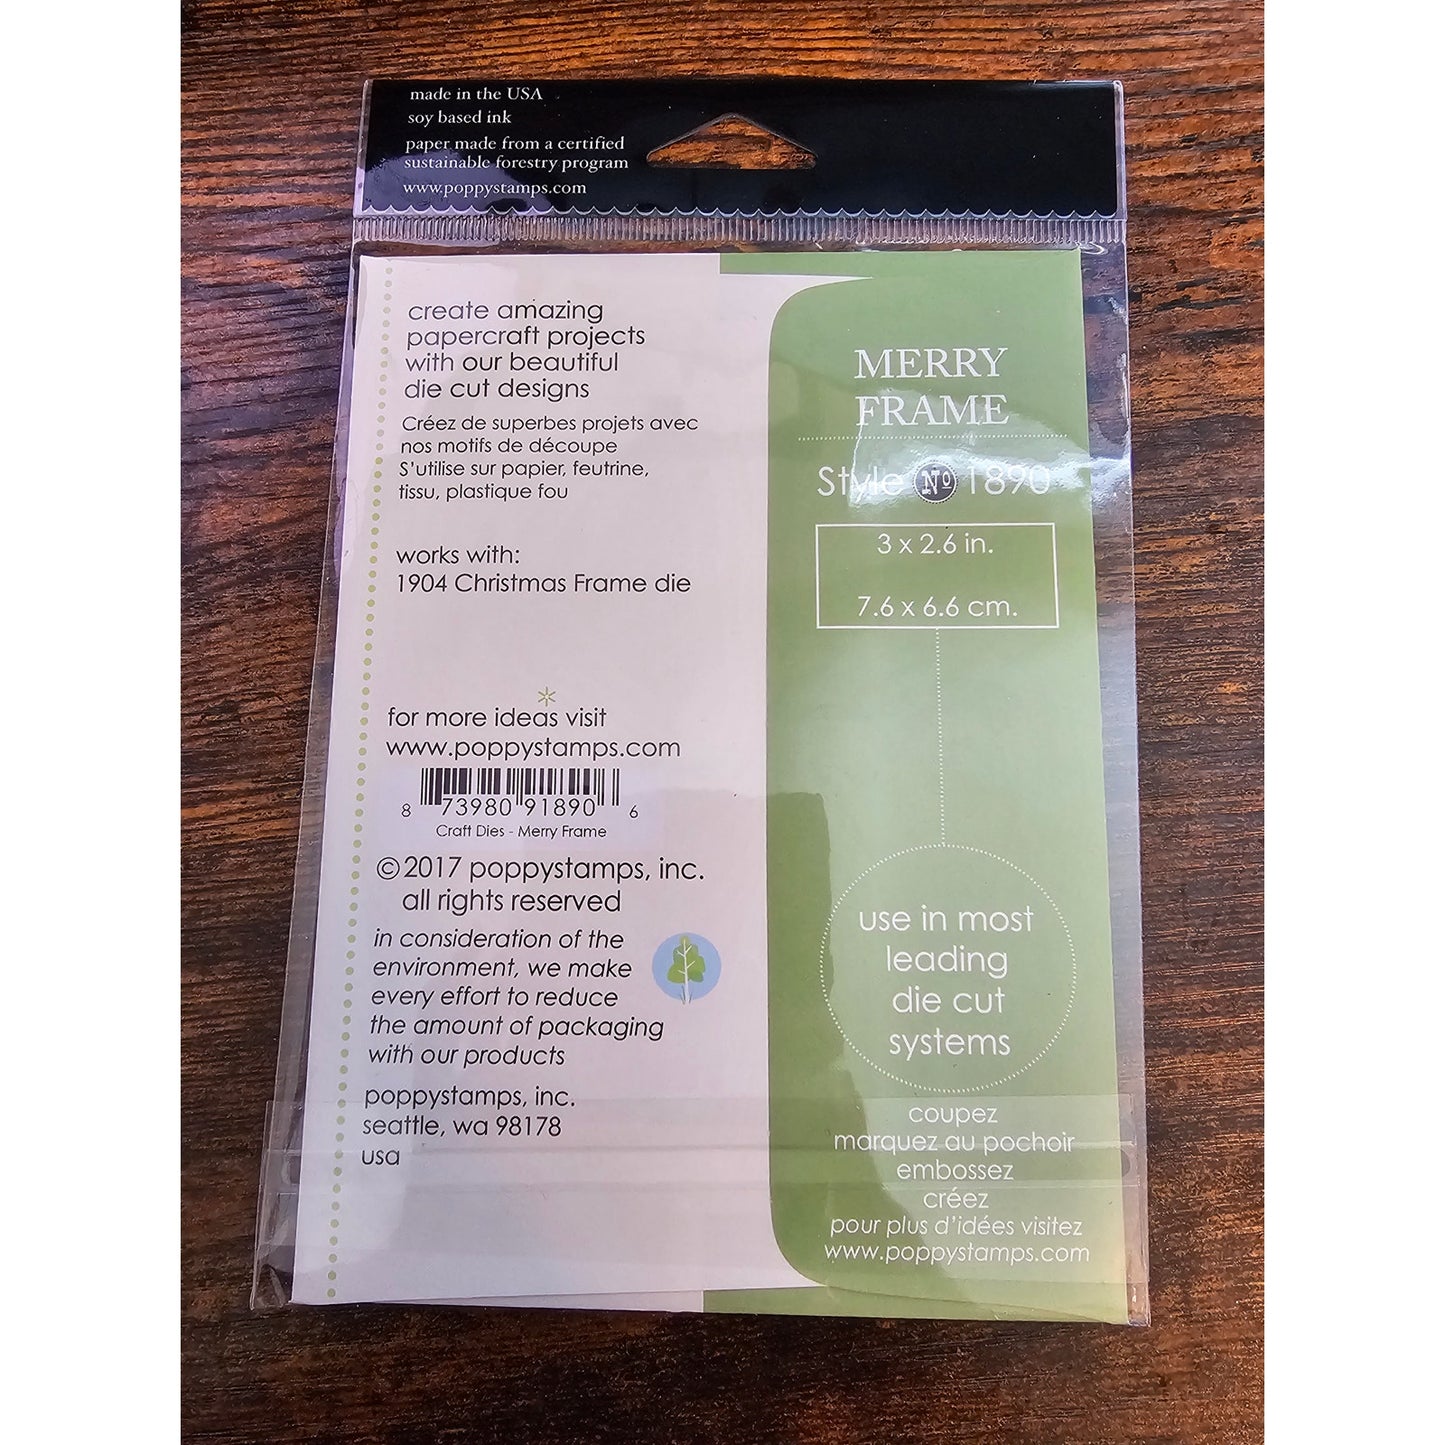 made in the USA
soy based ink
paper made from a certified
sustainable forestry program
www.poppystamps.com
create amazing
papercraft projects
with our beautiful
die cut designs
Créez de superbes projets avec
nos motifs de découpe
S'utilise sur papier, feutrine,
tissu, plastique fou
works with:
1904 Christmas Frame die
for more ideas visit
www.poppystamps.com
8 73980 91890 6
Craft Dies - Merry Frame
©2017 poppystamps, inc.
all rights reserved
in consideration of the
environment, we make
every effort to reduce
the amount of packaging
with our products
poppystamps, inc.
seattle, wa 98178
usa
MERRY
FRAME
Style No 1890
3 x 2.6 in.
7.6 x 6.6 cm.
use in most
leading
die cut
systems
coupez
marquez au pochoir
embossez
créez
pour plus d'idées visitez
www.poppystamps.com